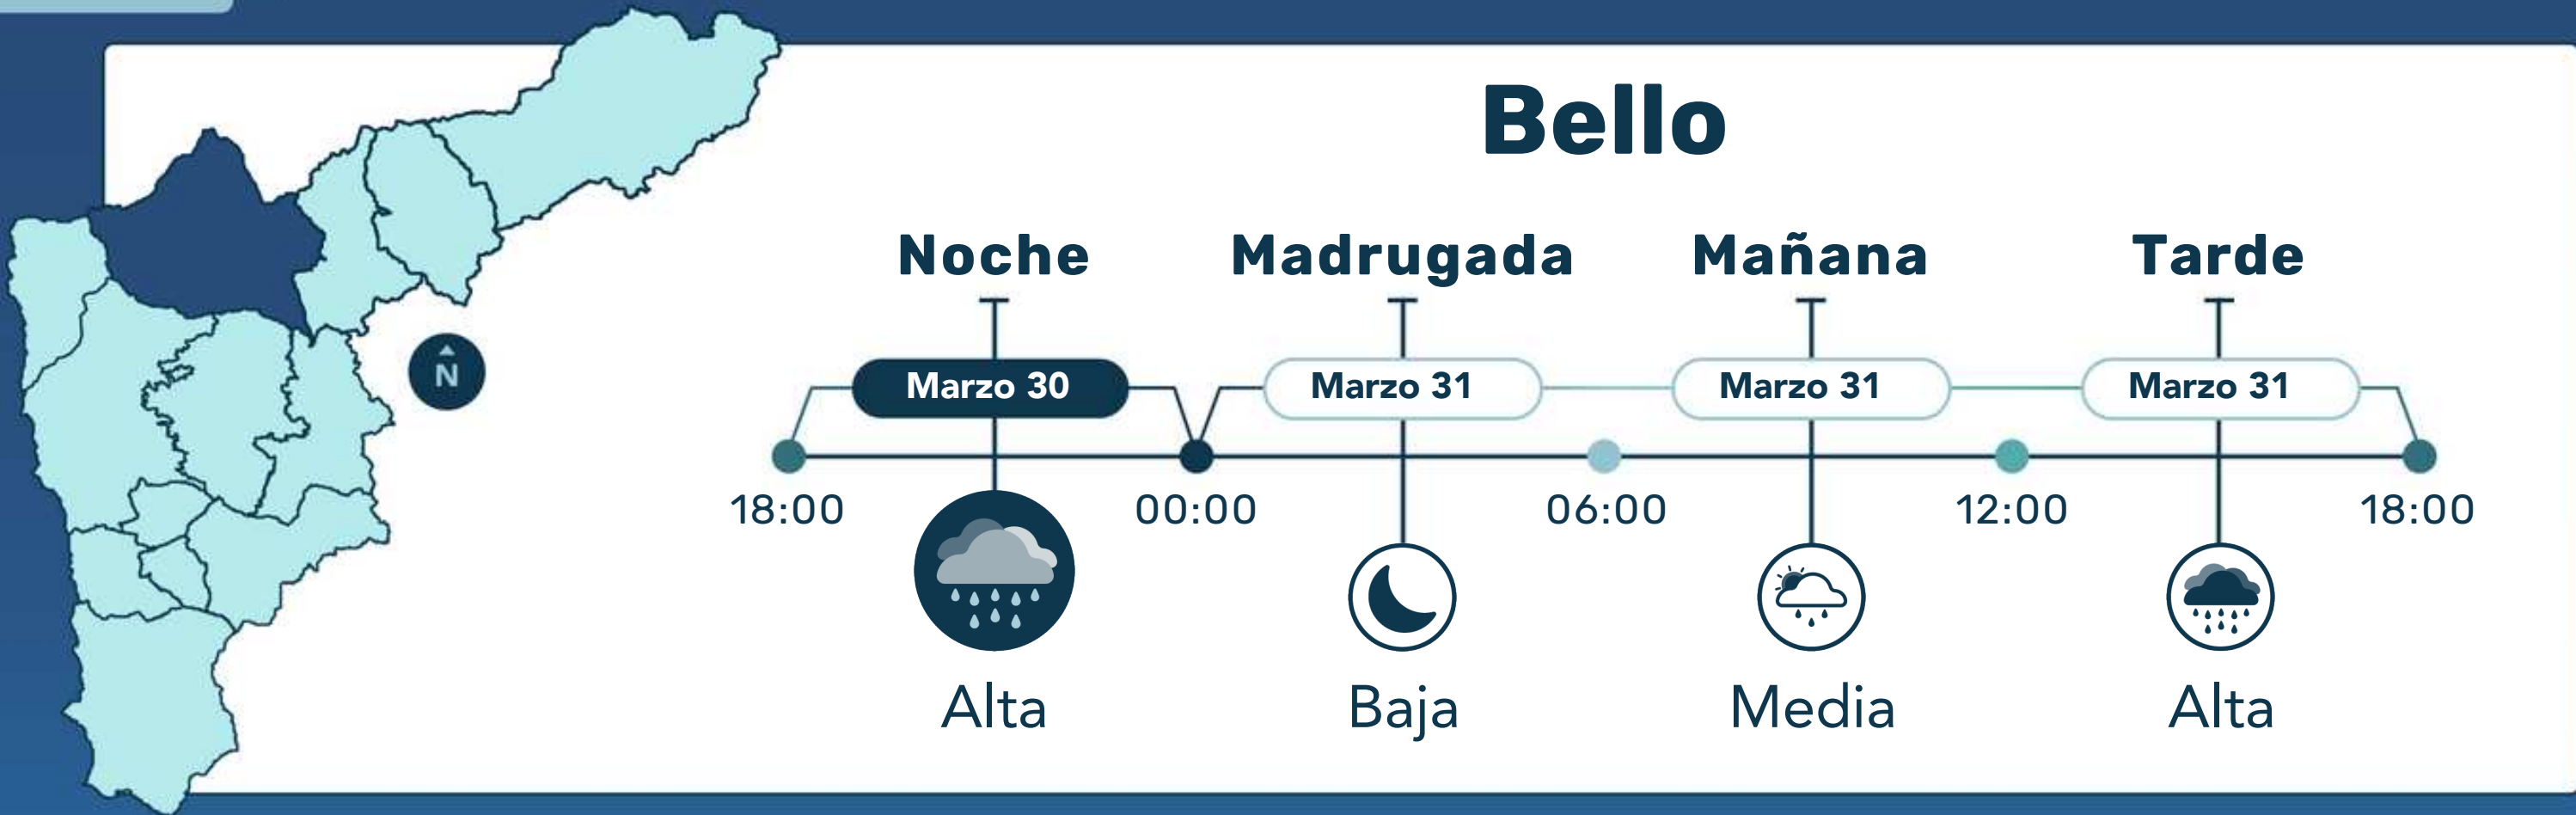 Bello
Noche Madrugada Mañana Tarde
Marzo 30 Marzo 31 Marzo 31 Marzo 31
N
18:00 00:00 06:00 12:00 18:00
Alta Baja Media Alta